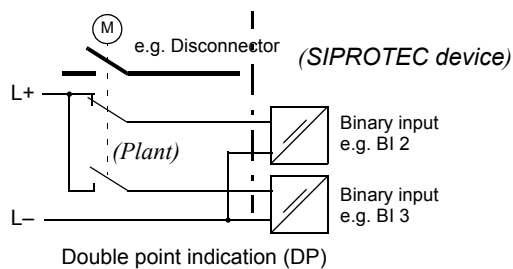 M
e.g. Disconnector
(SIPROTEC device)
L+
Binary input
e.g. BI 2
(Plant)
Binary input
e.g. BI 3
L–
Double point indication (DP)